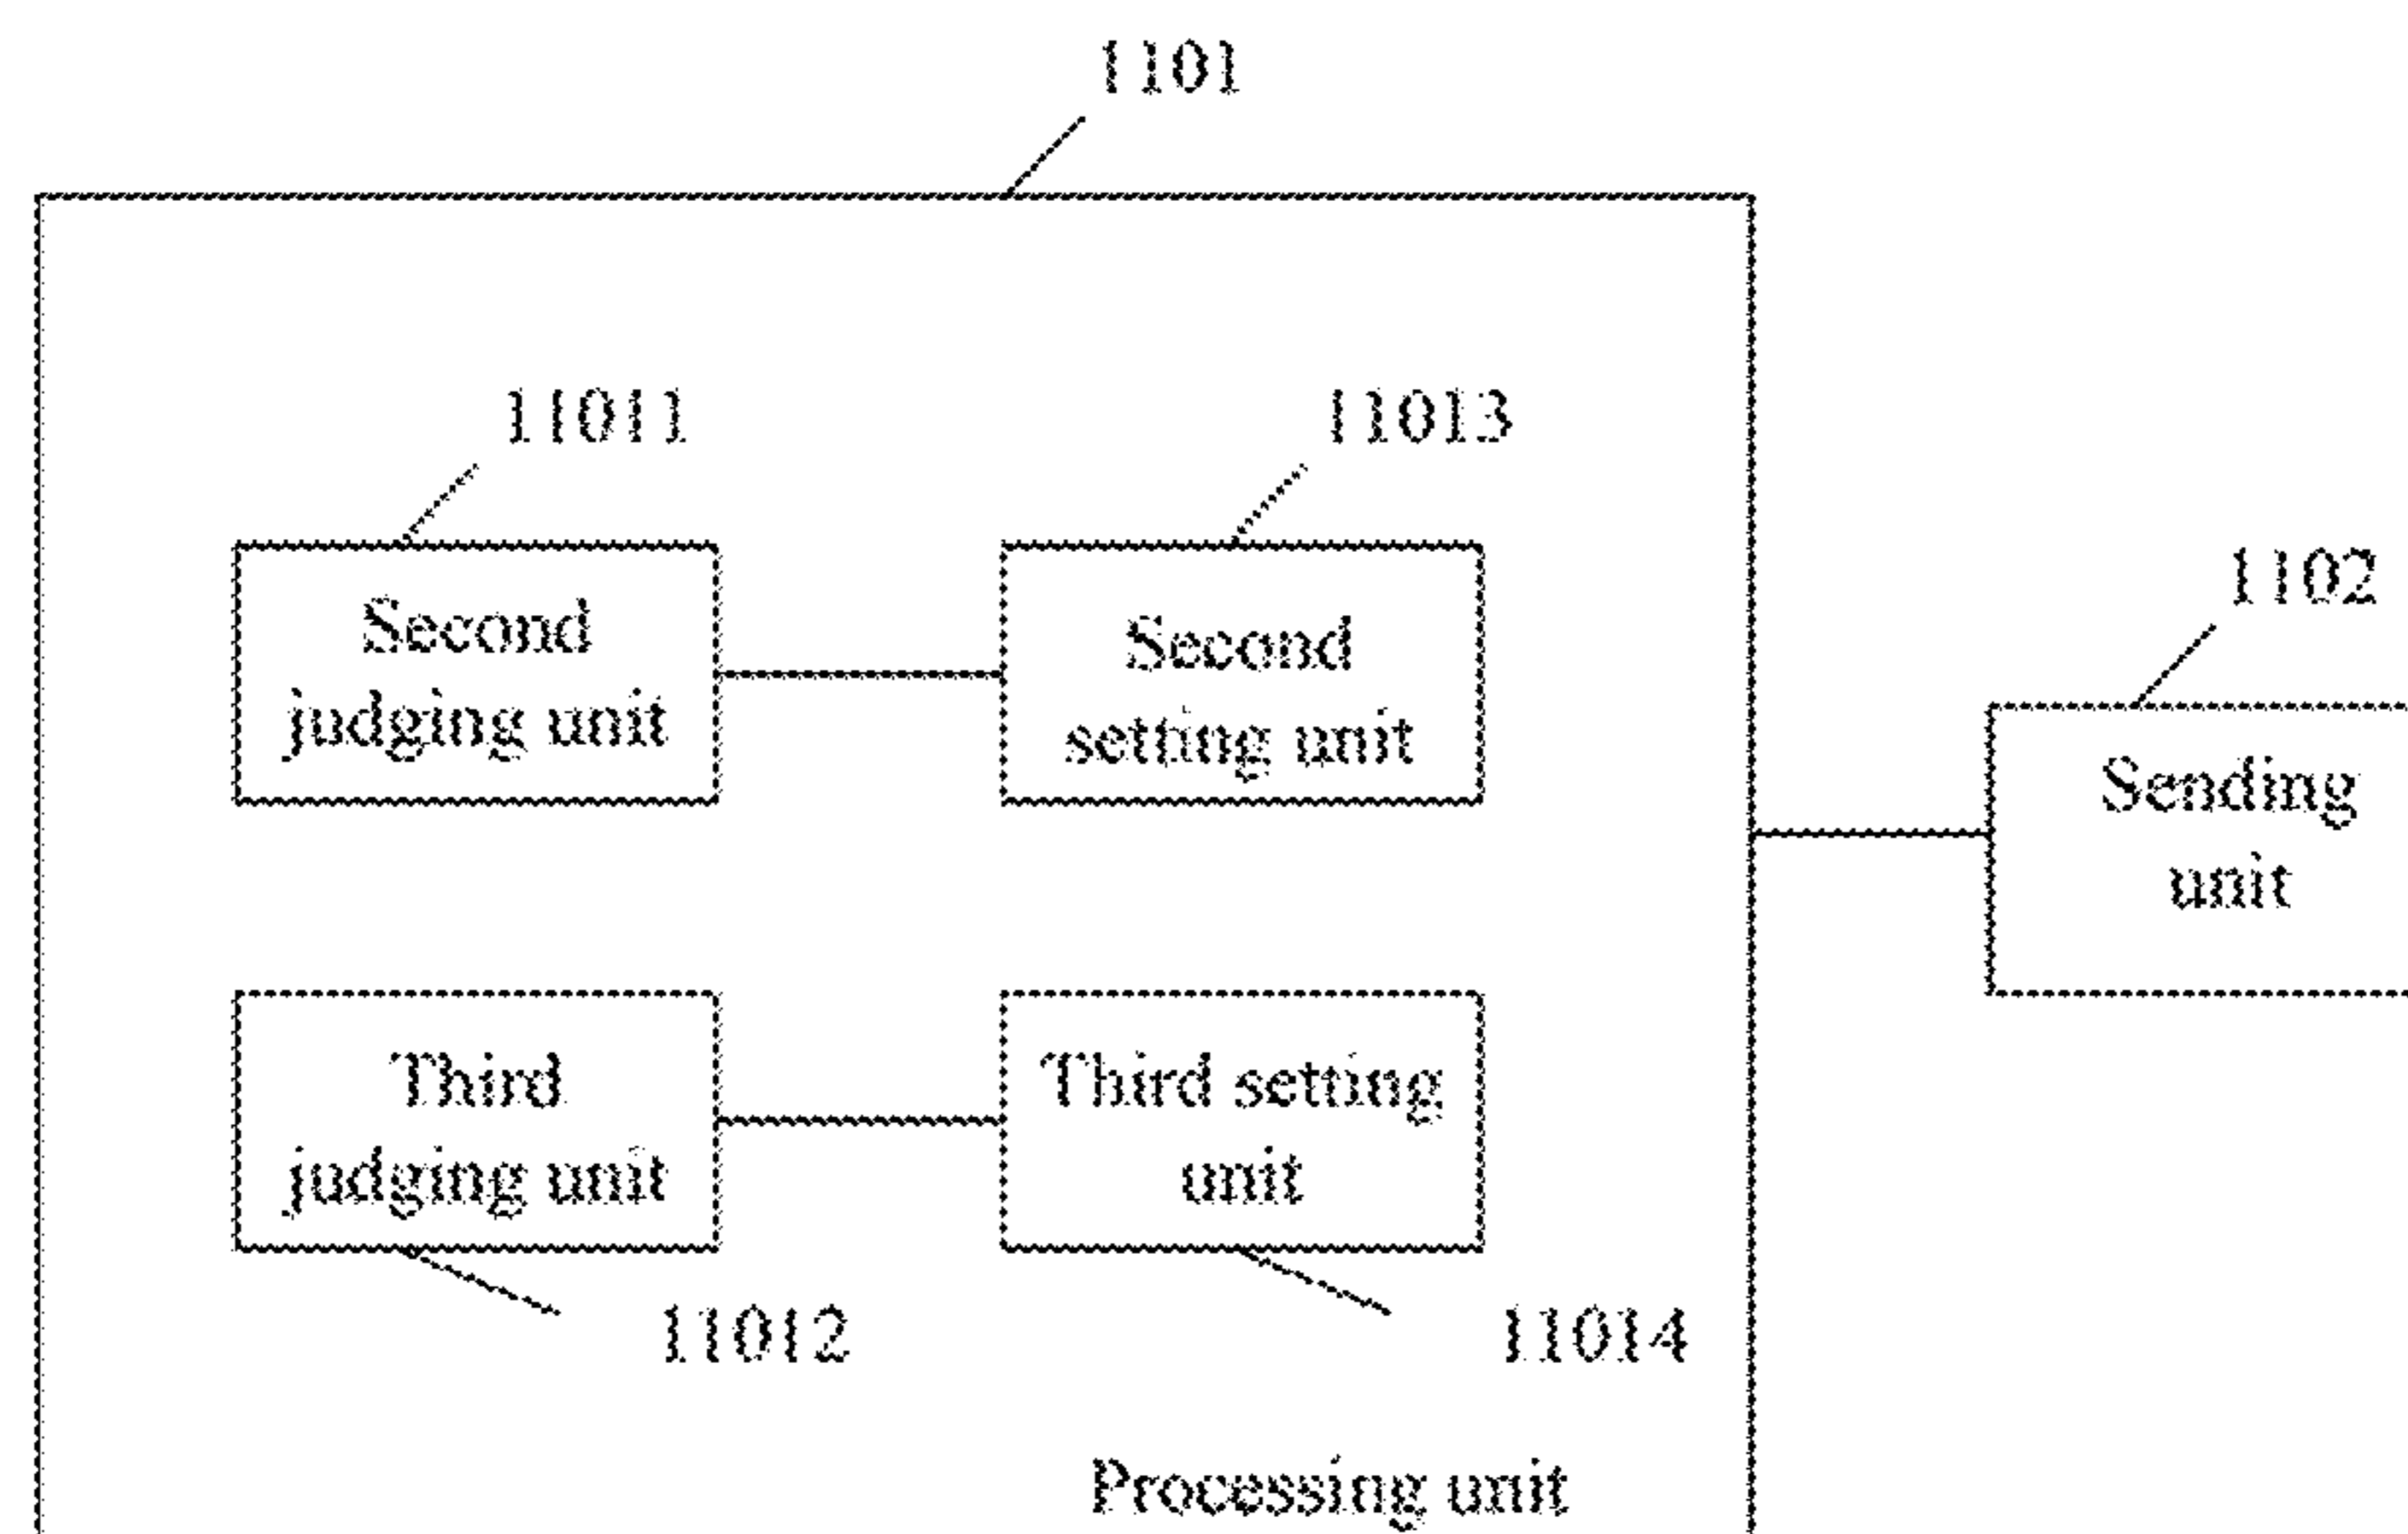 1101
11011
11013
Second
judging unit
Second
setting unit
1102
Sending
unit
Third
judging unit
Third setting
unit
11012
11014
Processing unit